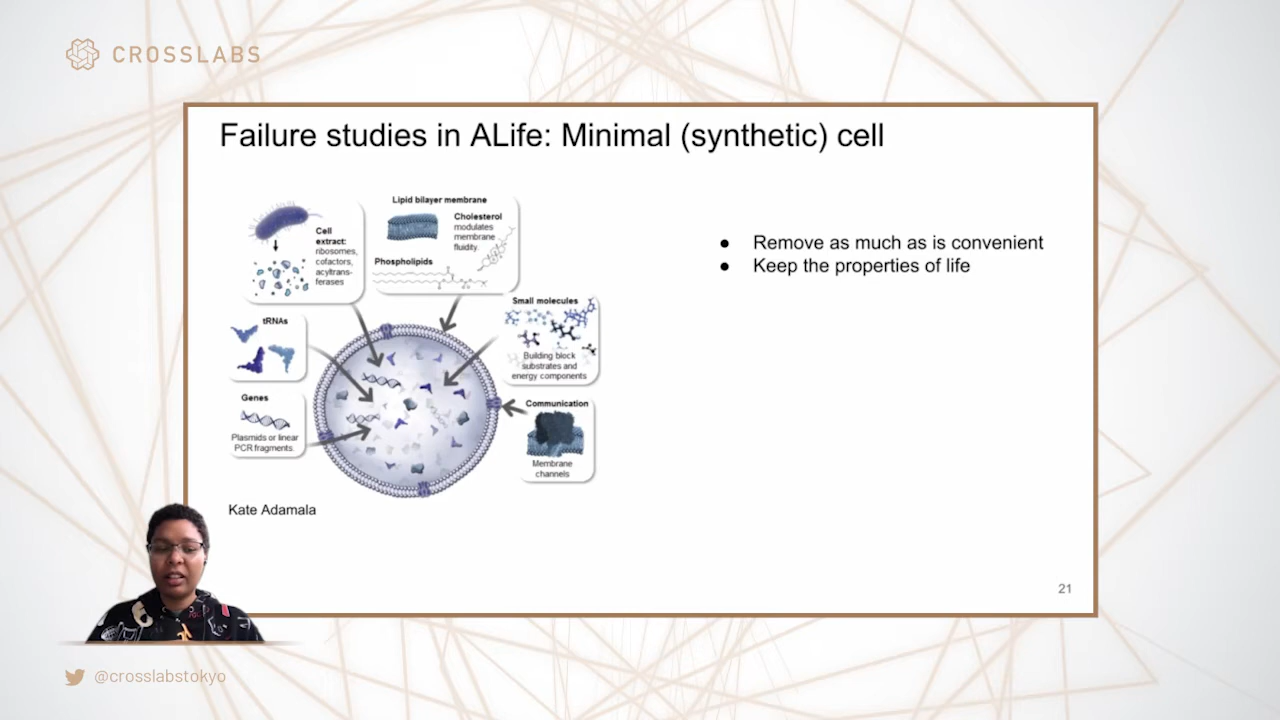 CROSSLABS
Failure studies in ALife: Minimal (synthetic) cell
Cell
extract:
ribosomes,
cofactors,
acyltrans-
ferases
Lipid bilayer membrane
Cholesterol
modulates
membrane
fluidity.
Phospholipids
tRNAs
Genes
Plasmids or linear
PCR fragments.
Small molecules
Building block
substrates and
energy components
Communication
Membrane
channels
Kate Adamala
● Remove as much as is convenient
● Keep the properties of life
21
@crosslabstokyo